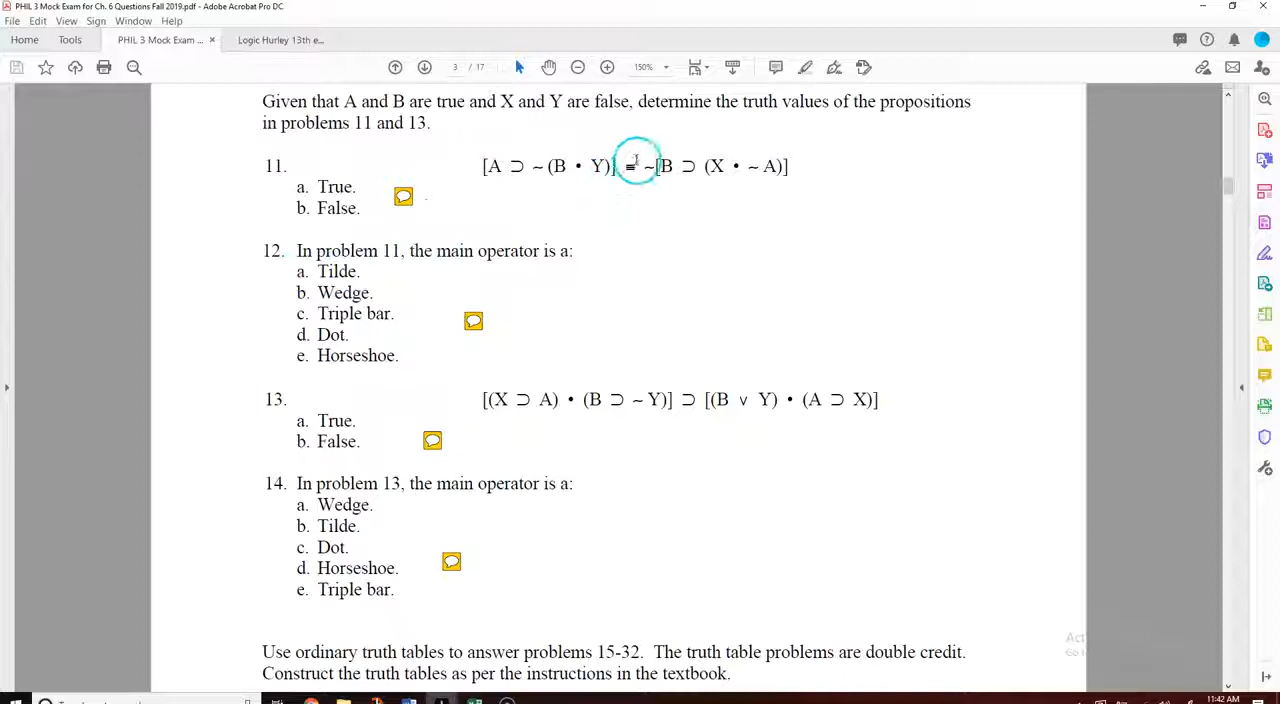 PHIL 3 Mock Exam for Ch. 6 Questions Fall 2019.pdf - Adobe Acrobat Pro DC
File Edit View Sign Window Help
Home Tools PHIL 3 Mock Exam ... × Logic Hurley 13th e...
3 / 17 150%
Given that A and B are true and X and Y are false, determine the truth values of the propositions
in problems 11 and 13.
11. [A ⊃ ~ (B • Y)] ≡ ~[B ⊃ (X • ~ A)]
a. True.
b. False.
12. In problem 11, the main operator is a:
a. Tilde.
b. Wedge.
c. Triple bar.
d. Dot.
e. Horseshoe.
13. [(X ⊃ A) • (B ⊃ ~ Y)] ⊃ [(B v Y) • (A ⊃ X)]
a. True.
b. False.
14. In problem 13, the main operator is a:
a. Wedge.
b. Tilde.
c. Dot.
d. Horseshoe.
e. Triple bar.
Use ordinary truth tables to answer problems 15-32. The truth table problems are double credit.
Construct the truth tables as per the instructions in the textbook.
11:42 AM